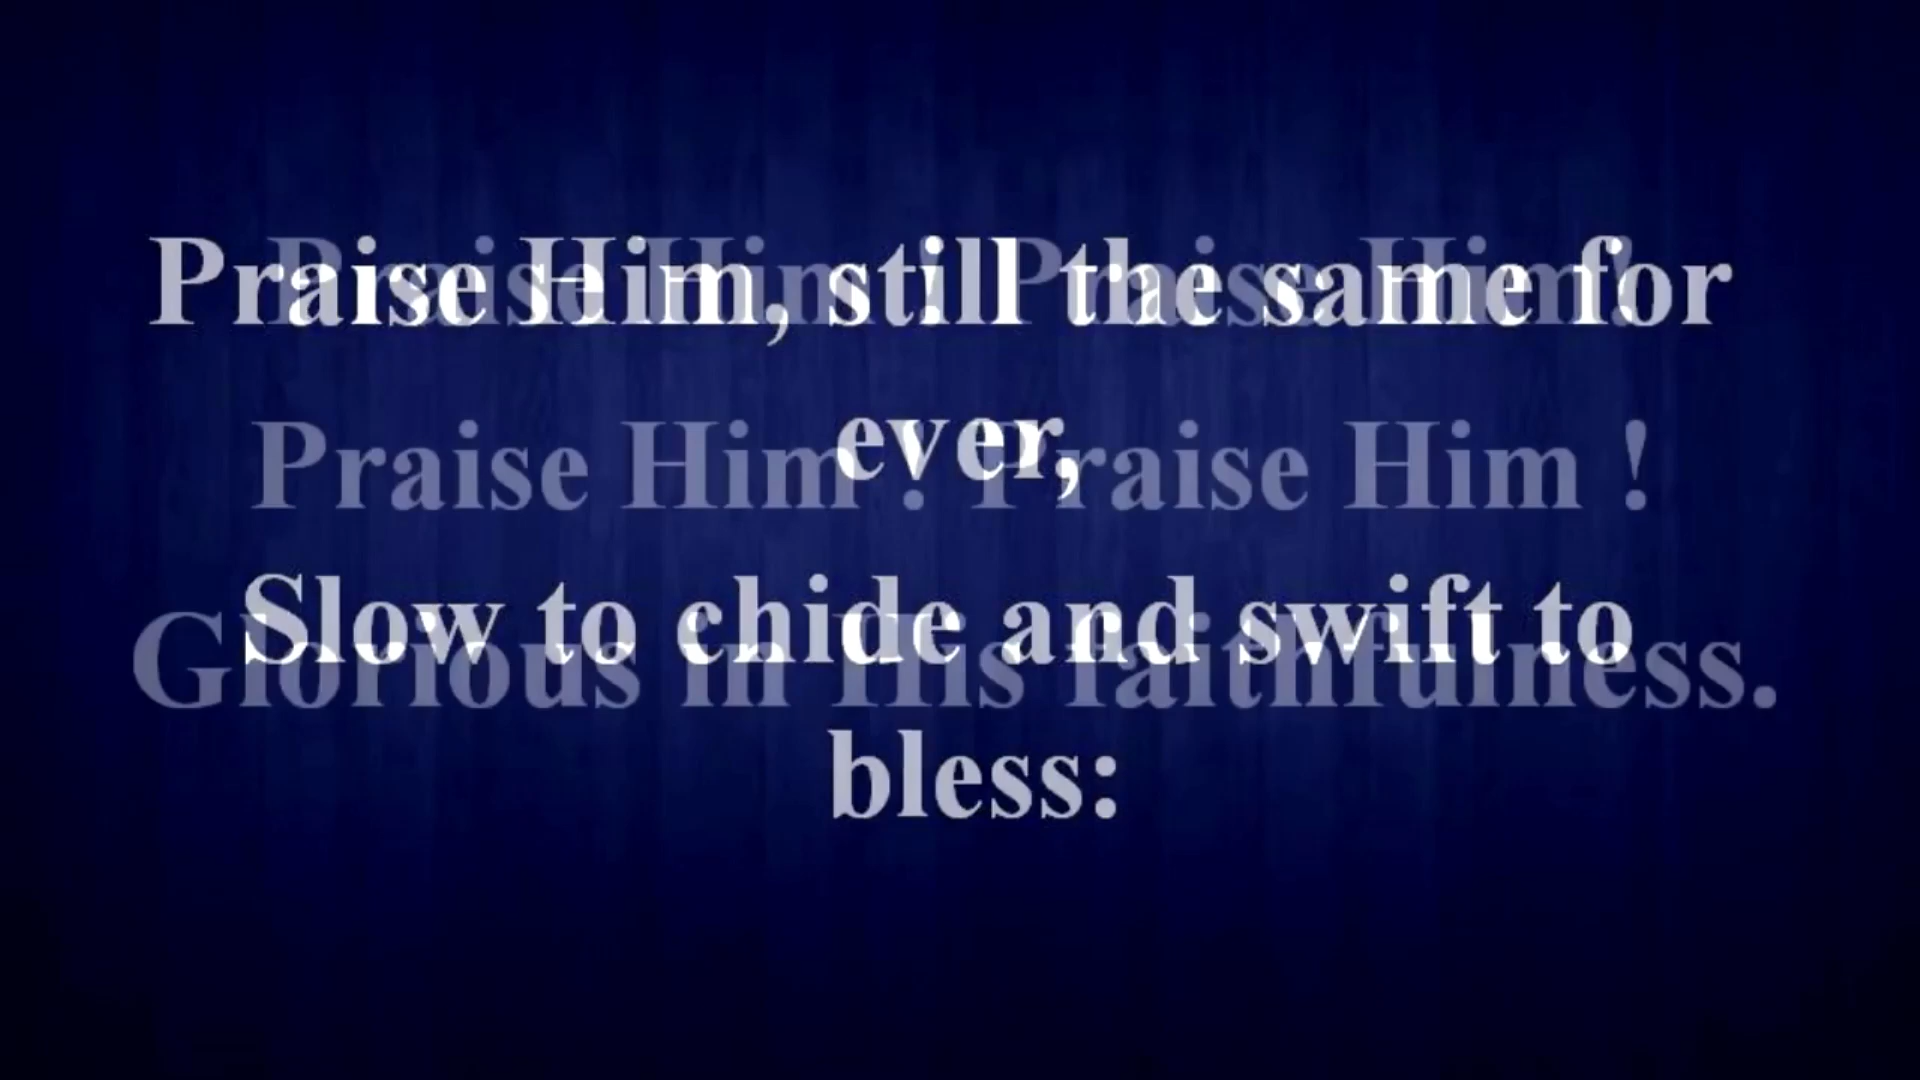 Praise Him, still the same for
ever,
Slow to chide and swift to
bless:
Praise Him ! Praise Him!
Praise Him ! Praise Him !
Glorious in His faithfulness.